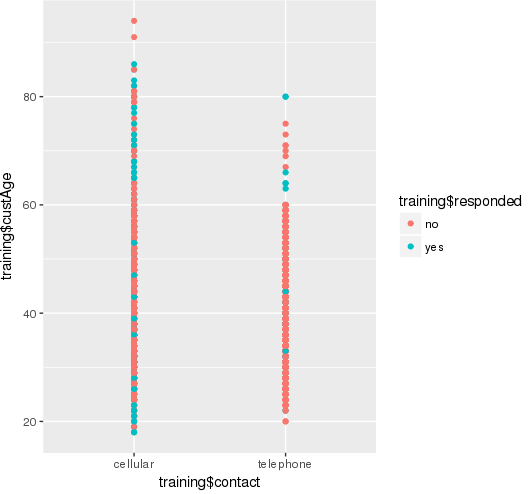 training$custAge
80
60
40
20
cellular
telephone
training$contact
training$responded
no
yes